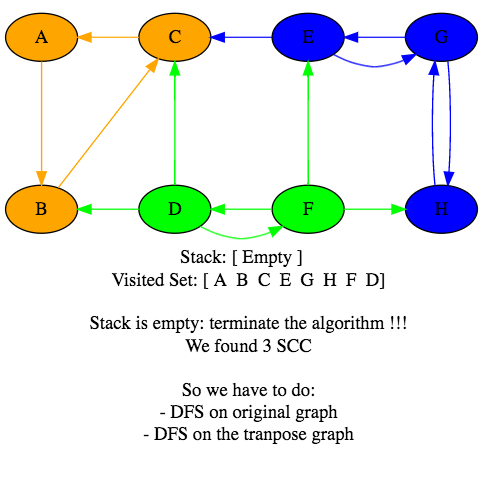 A C E G
B D F H
Stack: [ Empty ]
Visited Set: [ A B C E G H F D]
Stack is empty: terminate the algorithm !!!
We found 3 SCC
So we have to do:
- DFS on original graph
- DFS on the tranpose graph